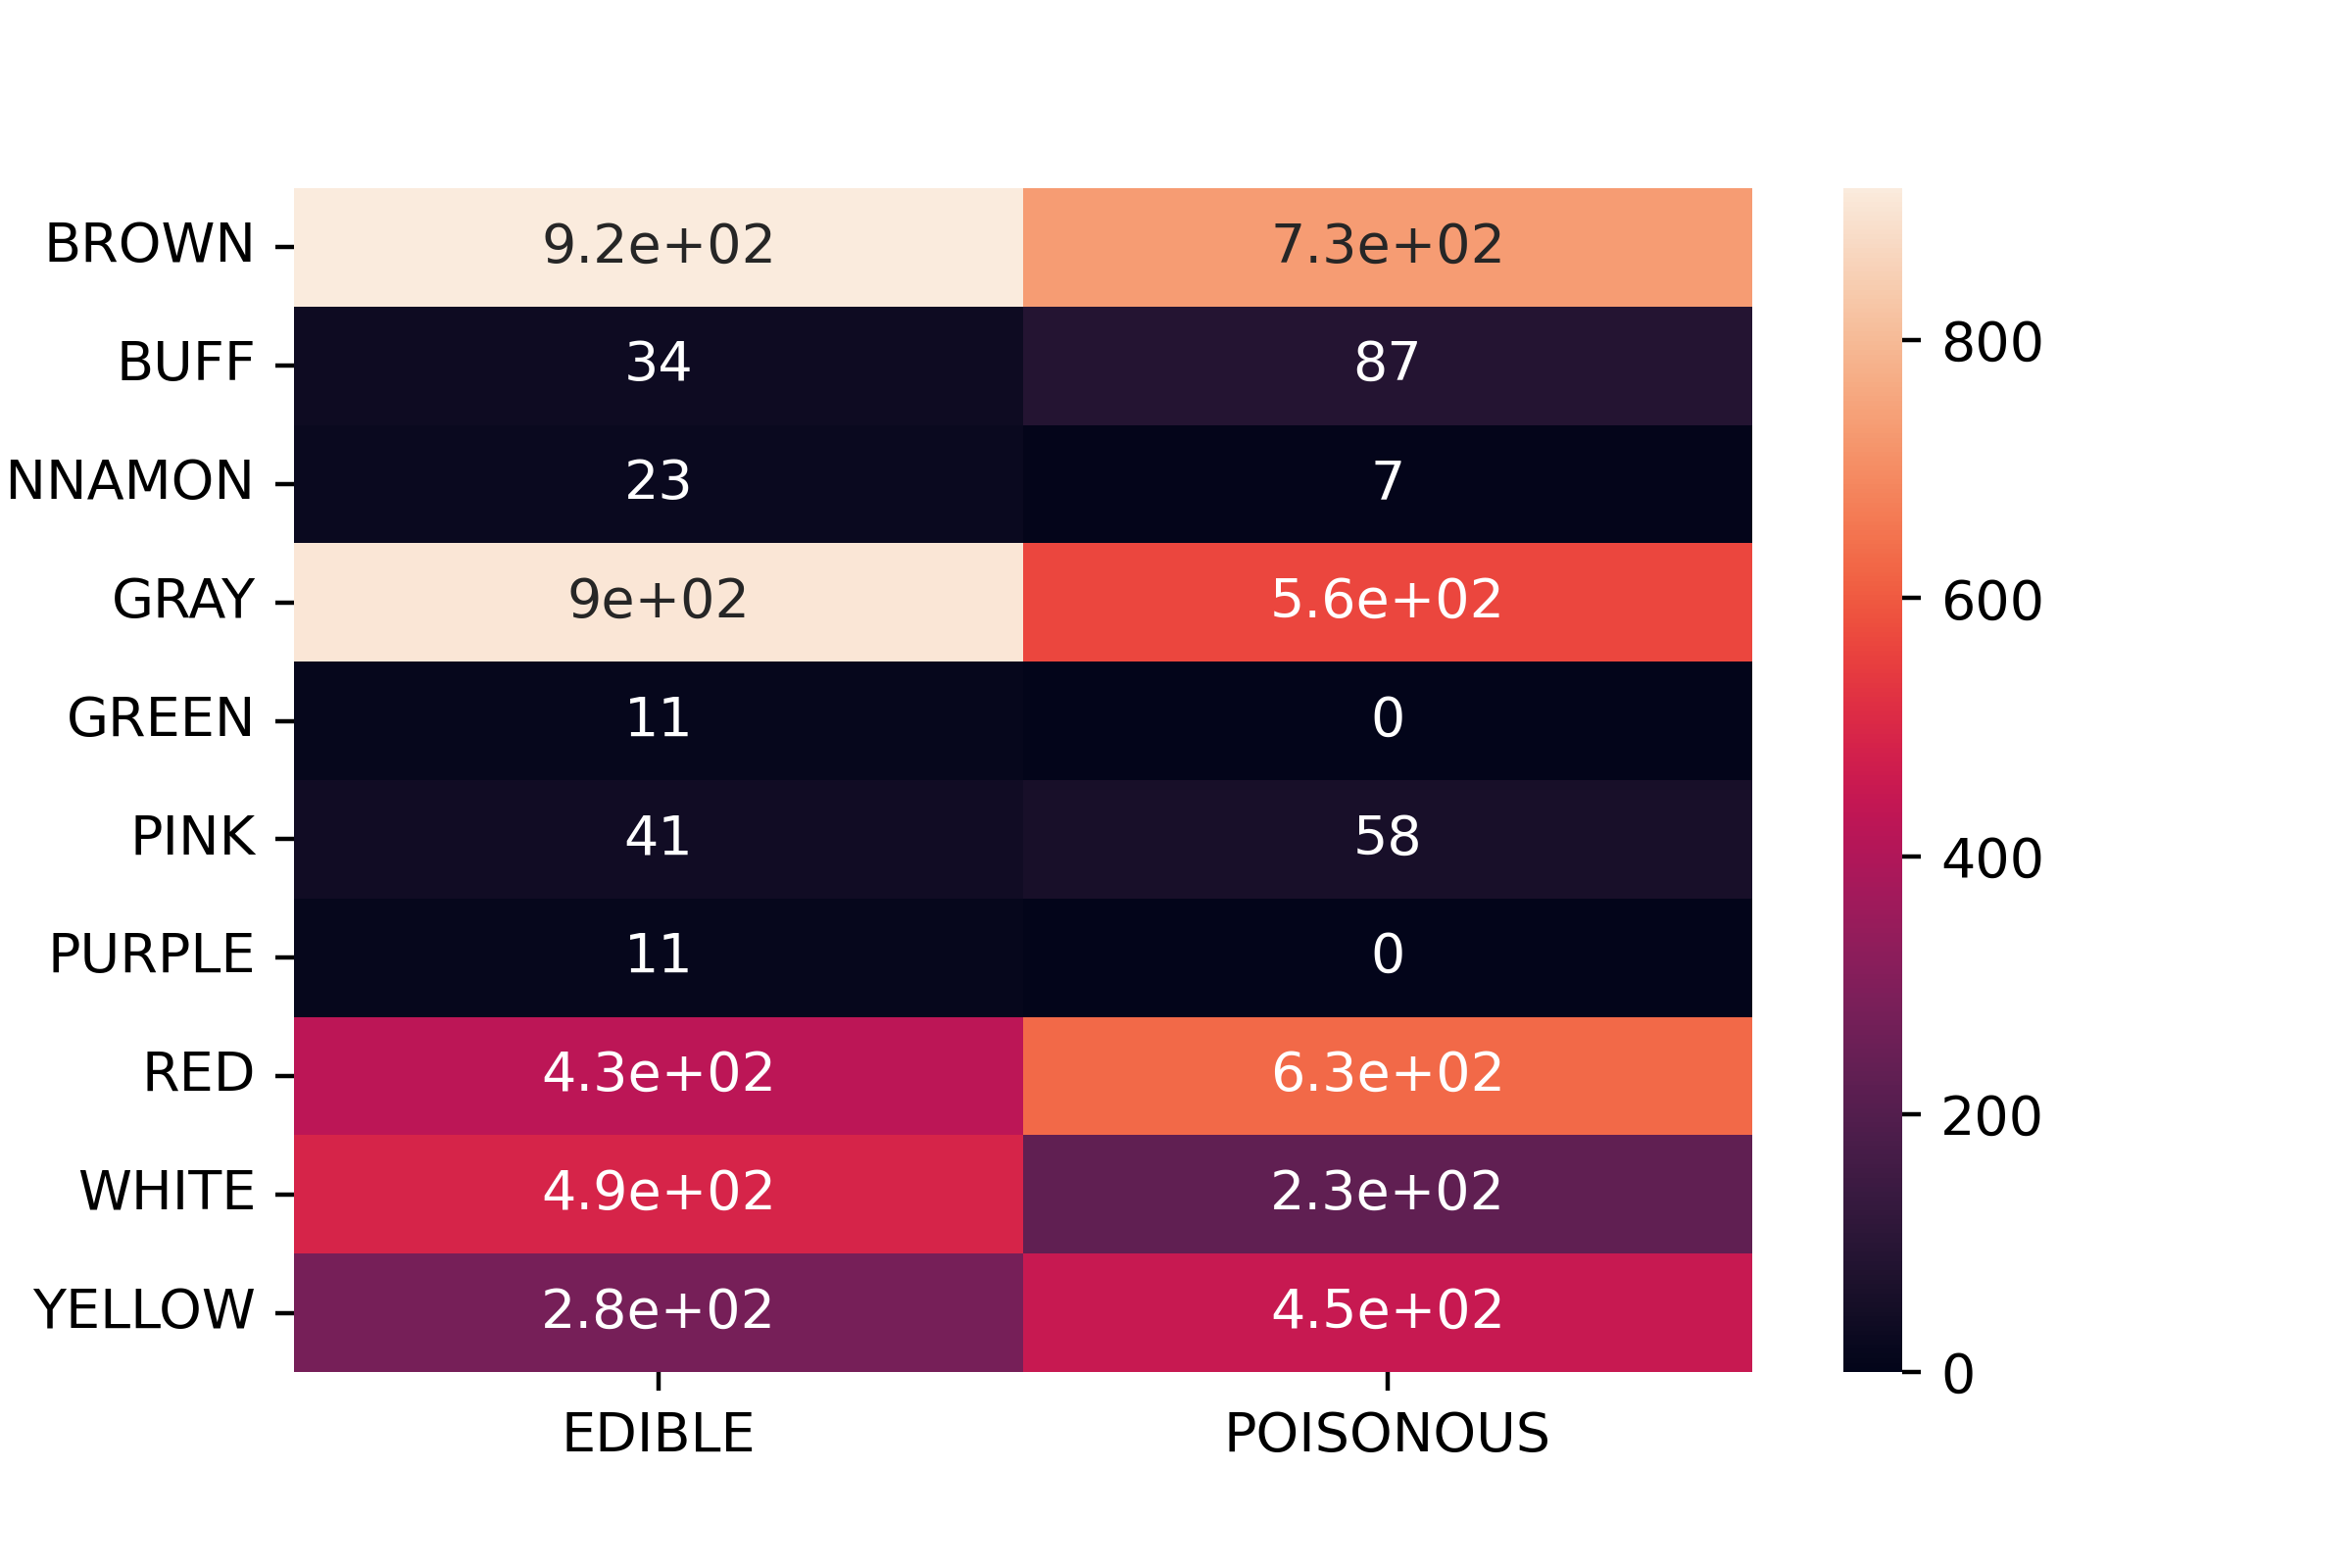 BROWN 9.2e+02 7.3e+02
800
BUFF 34 87
NNAMON 23 7
GRAY 9e+02 5.6e+02
600
GREEN 11 0
PINK 41 58
400
PURPLE 11 0
RED 4.3e+02 6.3e+02
200
WHITE 4.9e+02 2.3e+02
YELLOW 2.8e+02 4.5e+02
0
EDIBLE POISONOUS